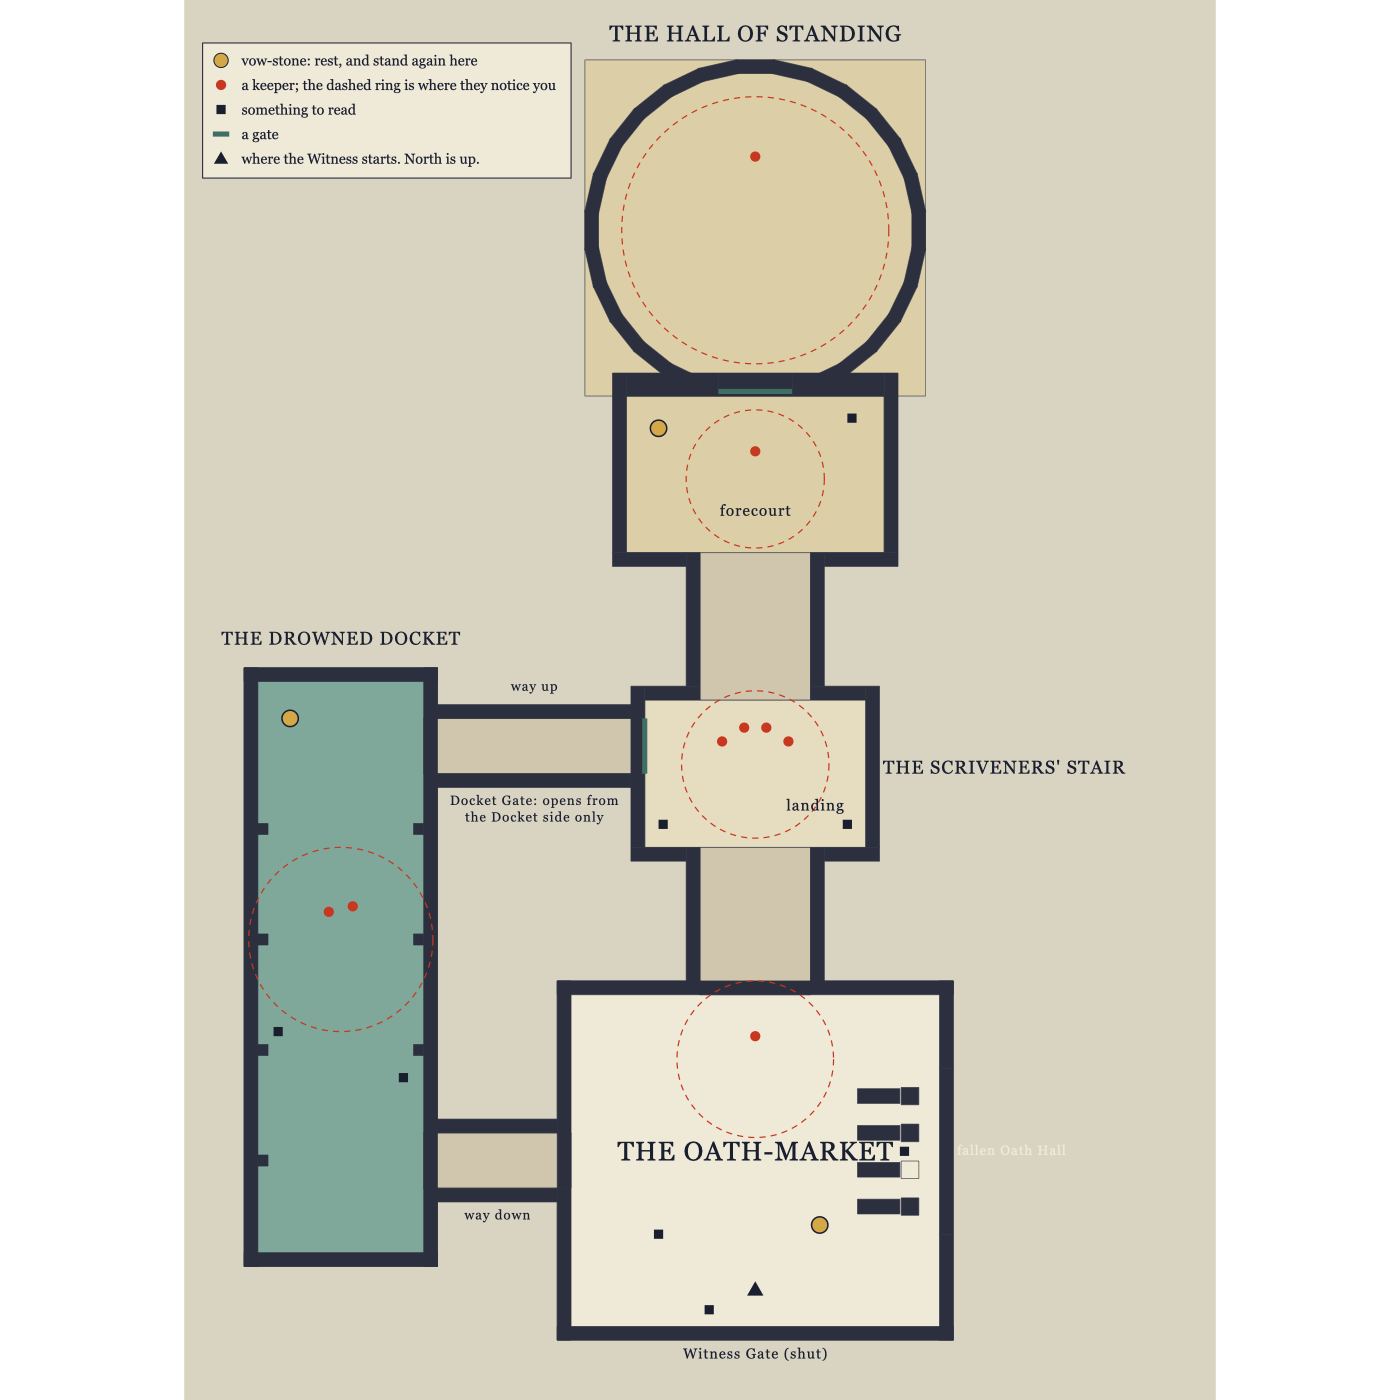 THE HALL OF STANDING
vow-stone: rest, and stand again here
a keeper; the dashed ring is where they notice you
something to read
a gate
where the Witness starts. North is up.
forecourt
THE DROWNED DOCKET
way up
THE SCRIVENERS' STAIR
Docket Gate: opens from
the Docket side only
landing
THE OATH-MARKET
fallen Oath Hall
way down
Witness Gate (shut)